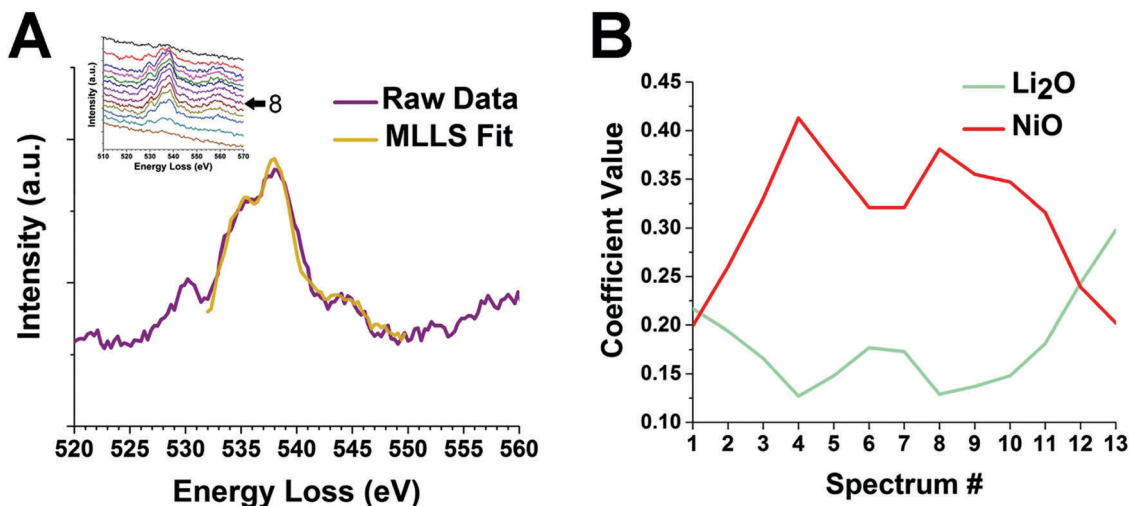 A
Intensity (a.u.)
510 520 530 540 550 560 570
Energy Loss (eV)
8
Raw Data
MLLS Fit
Intensity (a.u.)
520 525 530 535 540 545 550 555 560
Energy Loss (eV)
B
Li2O
NiO
Coefficient Value
0.45
0.40
0.35
0.30
0.25
0.20
0.15
0.10
1 2 3 4 5 6 7 8 9 10 11 12 13
Spectrum #